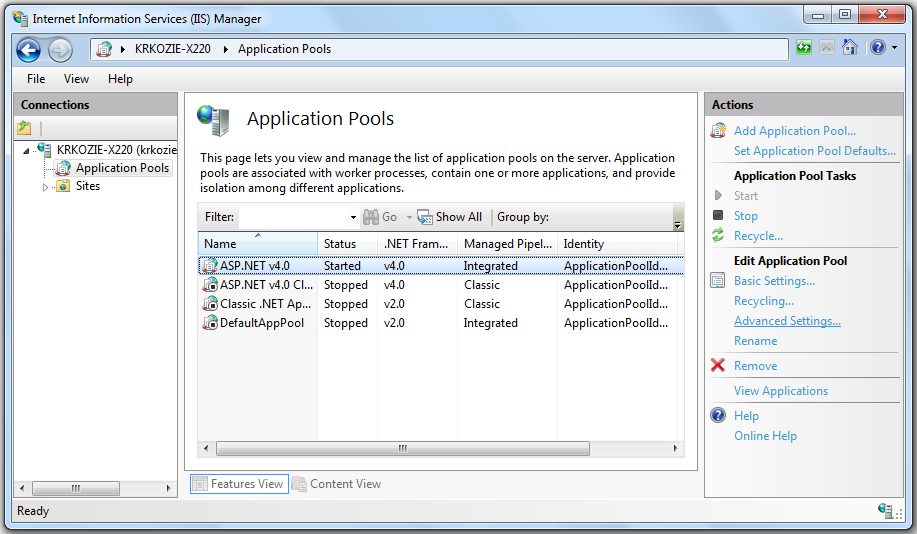 Internet Information Services (IIS) Manager
KRKOZIE-X220 Application Pools
File View Help
Connections
KRKOZIE-X220 (krkozie
Application Pools
Sites
Application Pools
This page lets you view and manage the list of application pools on the server. Application
pools are associated with worker processes, contain one or more applications, and provide
isolation among different applications.
Filter: Go Show All Group by:
Name Status .NET Fram... Managed Pipel... Identity
ASP.NET v4.0 Started v4.0 Integrated ApplicationPoolId...
ASP.NET v4.0 Cl... Stopped v4.0 Classic ApplicationPoolId...
Classic .NET Ap... Stopped v2.0 Classic ApplicationPoolId...
DefaultAppPool Stopped v2.0 Integrated ApplicationPoolId...
Features View Content View
Actions
Add Application Pool...
Set Application Pool Defaults...
Application Pool Tasks
Start
Stop
Recycle...
Edit Application Pool
Basic Settings...
Recycling...
Advanced Settings...
Rename
Remove
View Applications
Help
Online Help
Ready